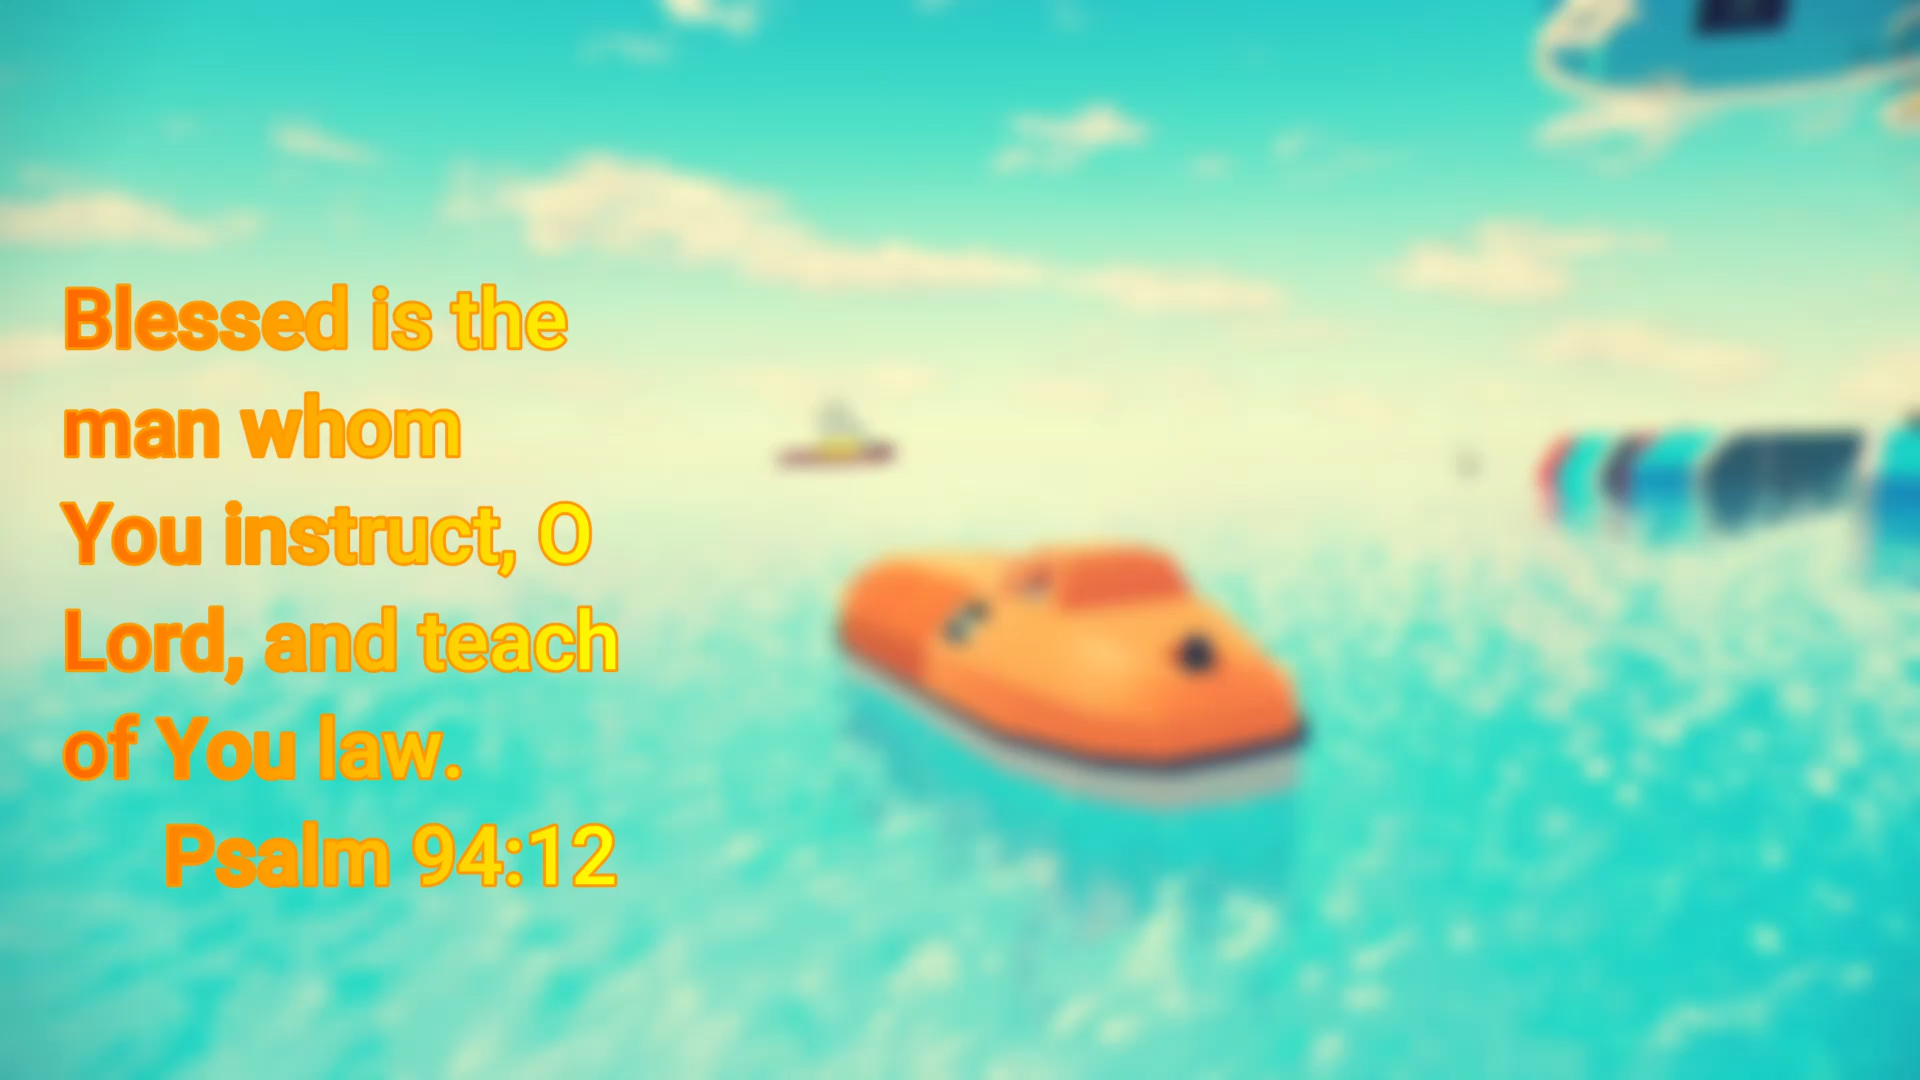 Blessed is the
man whom
You instruct, O
Lord, and teach
of You law.
Psalm 94:12